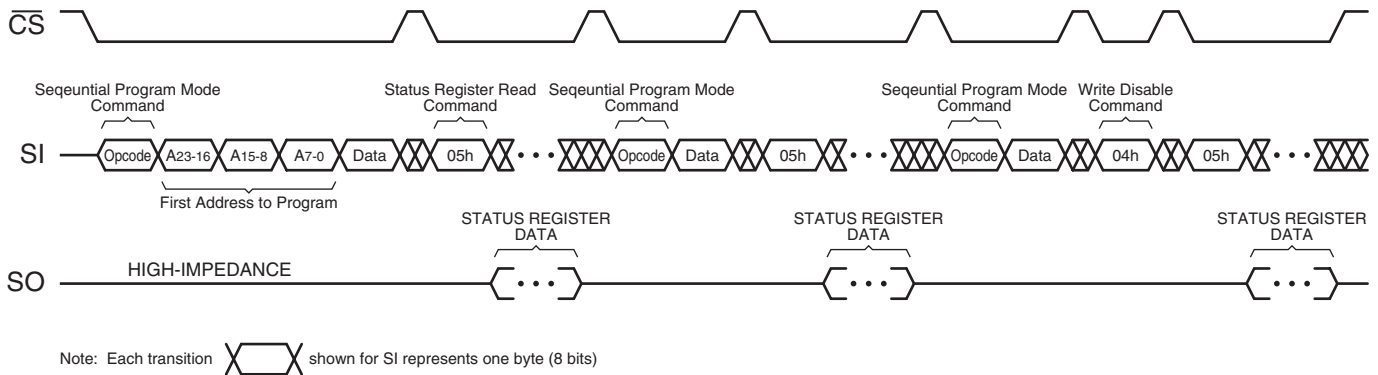 CS
Seqeuntial Program Mode
Command
Status Register Read
Command
Seqeuntial Program Mode
Command
Seqeuntial Program Mode
Command
Write Disable
Command
SI
Opcode A23-16 A15-8 A7-0 Data 05h Opcode Data 05h Opcode Data 04h 05h
First Address to Program
STATUS REGISTER
DATA
STATUS REGISTER
DATA
STATUS REGISTER
DATA
HIGH-IMPEDANCE
SO
Note: Each transition shown for SI represents one byte (8 bits)